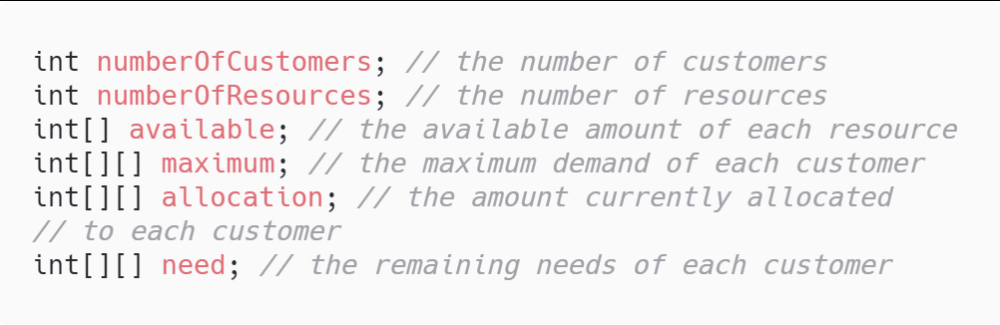 int numberOfCustomers; // the number of customers
int numberOfResources; // the number of resources
int[] available; // the available amount of each resource
int[][] maximum; // the maximum demand of each customer
int[][] allocation; // the amount currently allocated
// to each customer
int[][] need; // the remaining needs of each customer